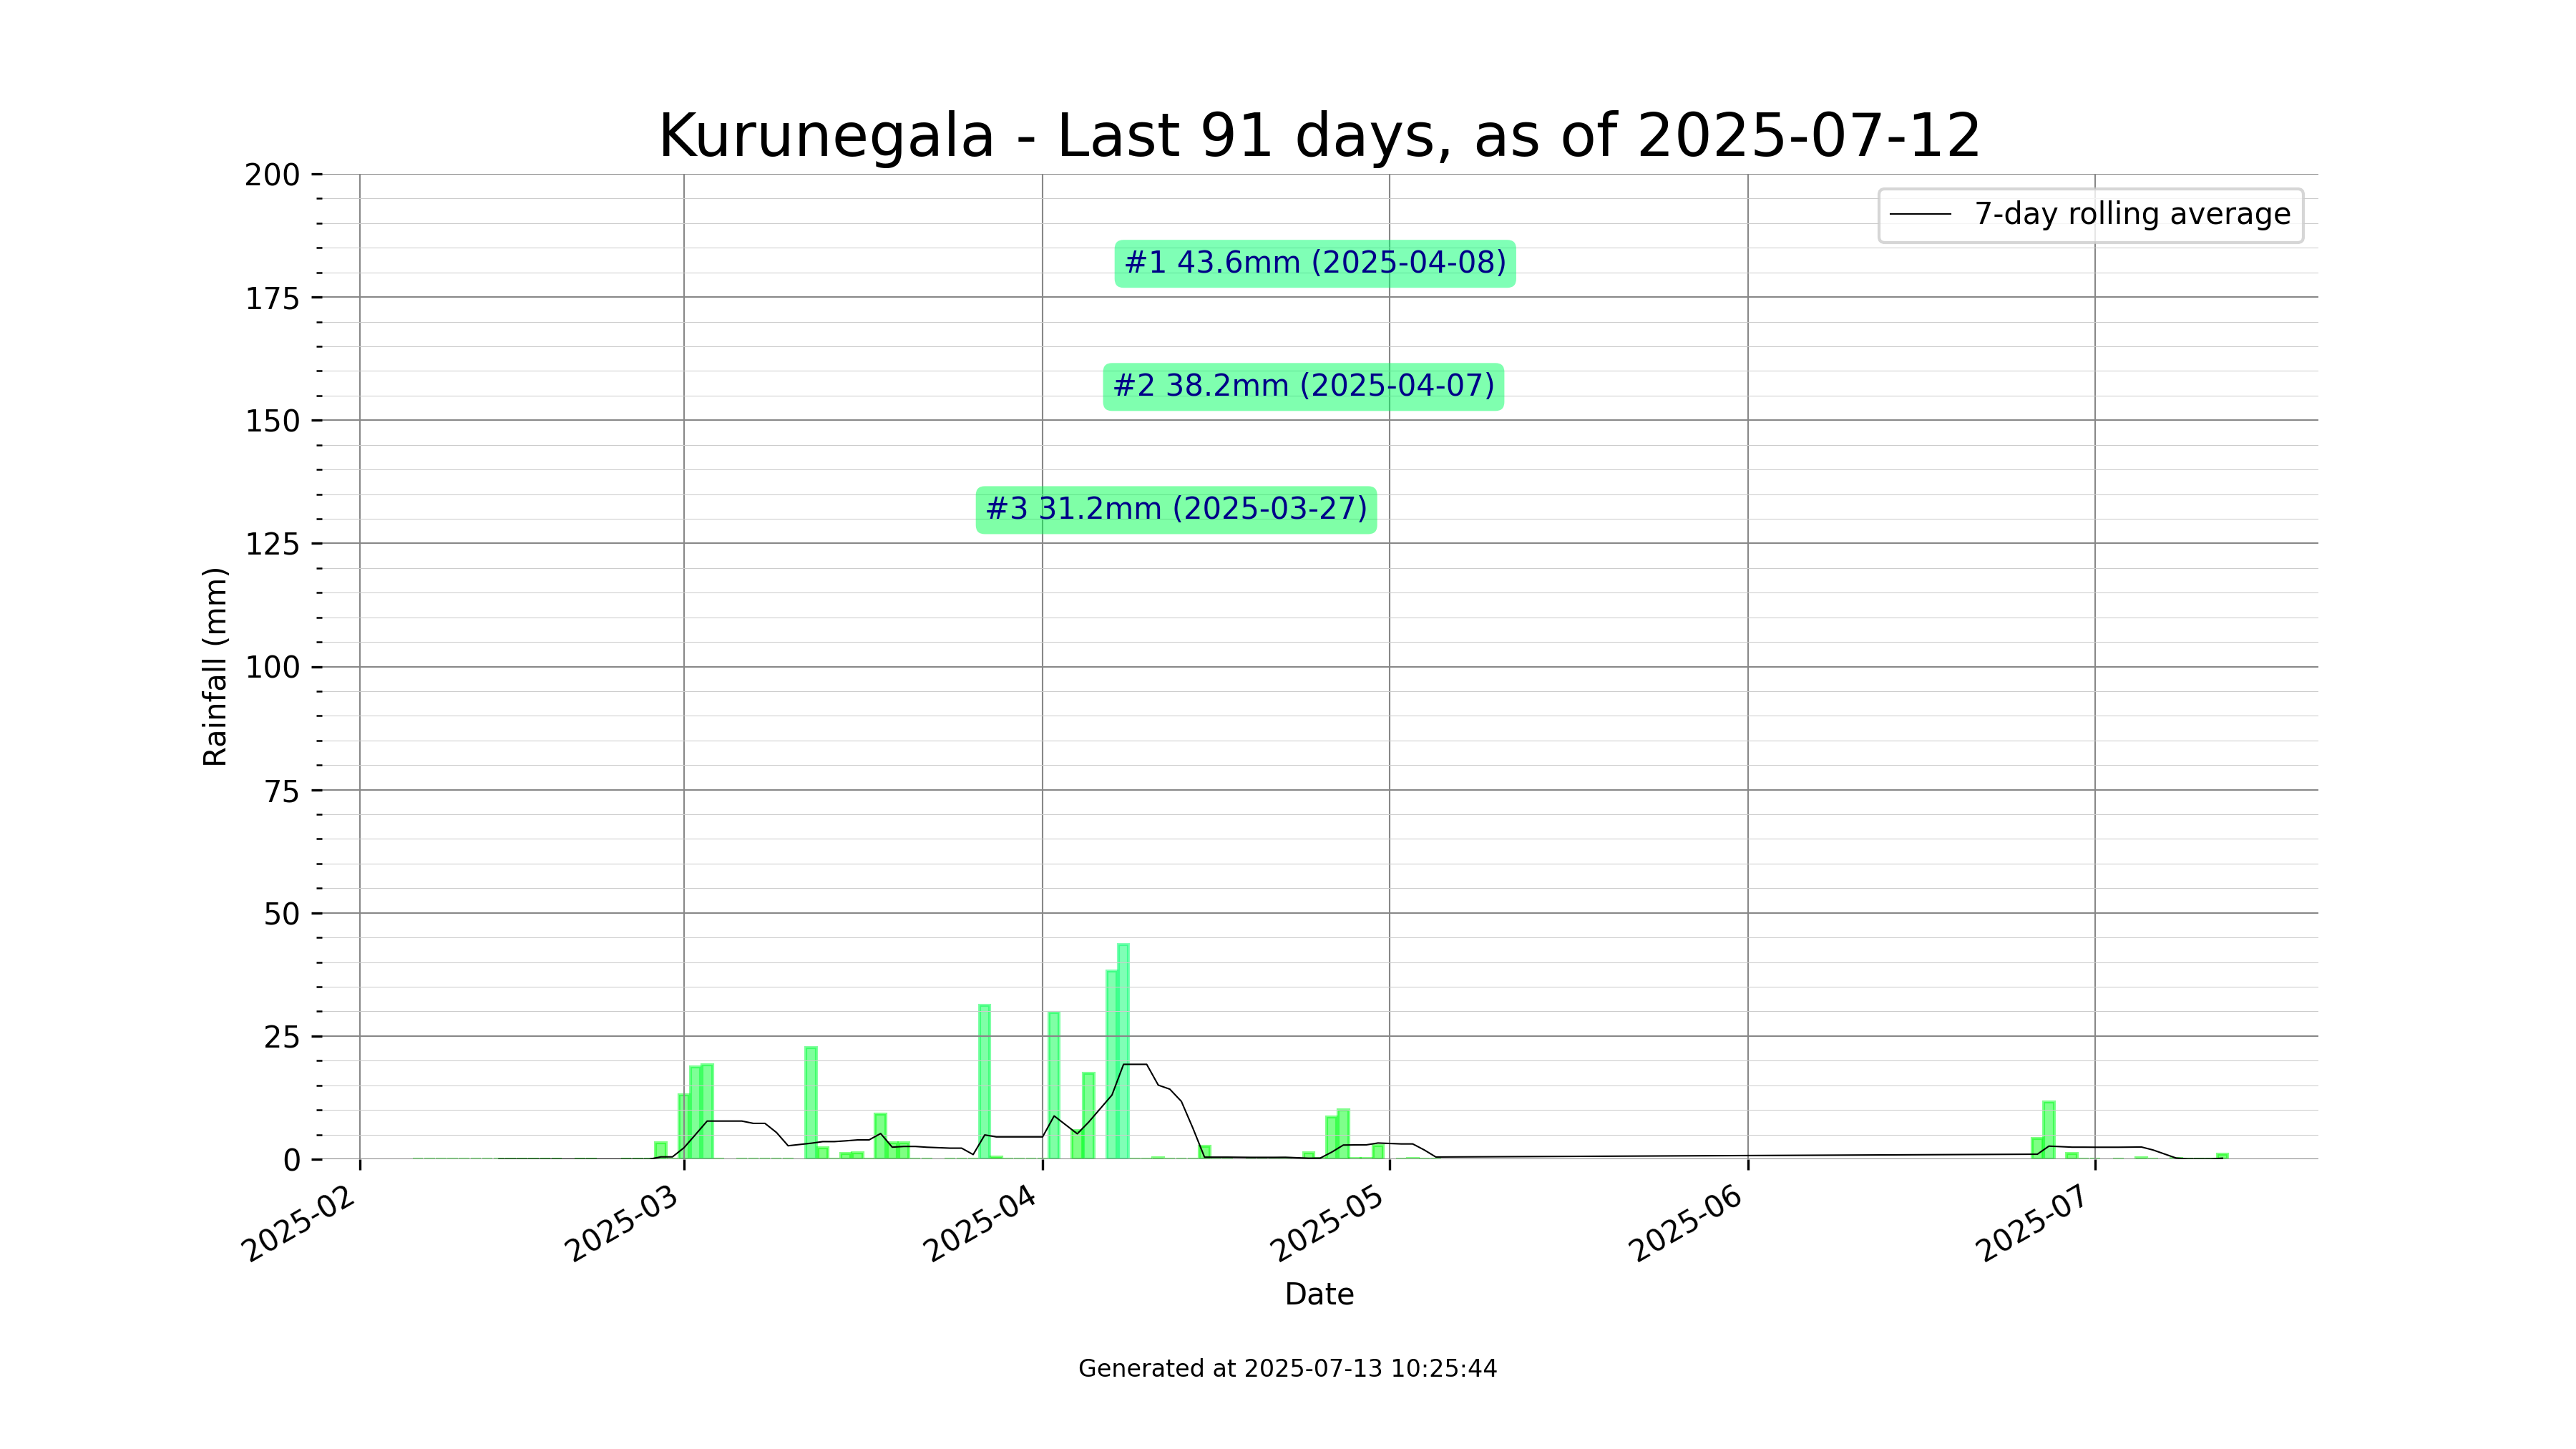 Kurunegala - Last 91 days, as of 2025-07-12
200
175
150
125
100
75
50
25
0
Rainfall (mm)
7-day rolling average
#1 43.6mm (2025-04-08)
#2 38.2mm (2025-04-07)
#3 31.2mm (2025-03-27)
2025-02
2025-03
2025-04
2025-05
2025-06
2025-07
Date
Generated at 2025-07-13 10:25:44